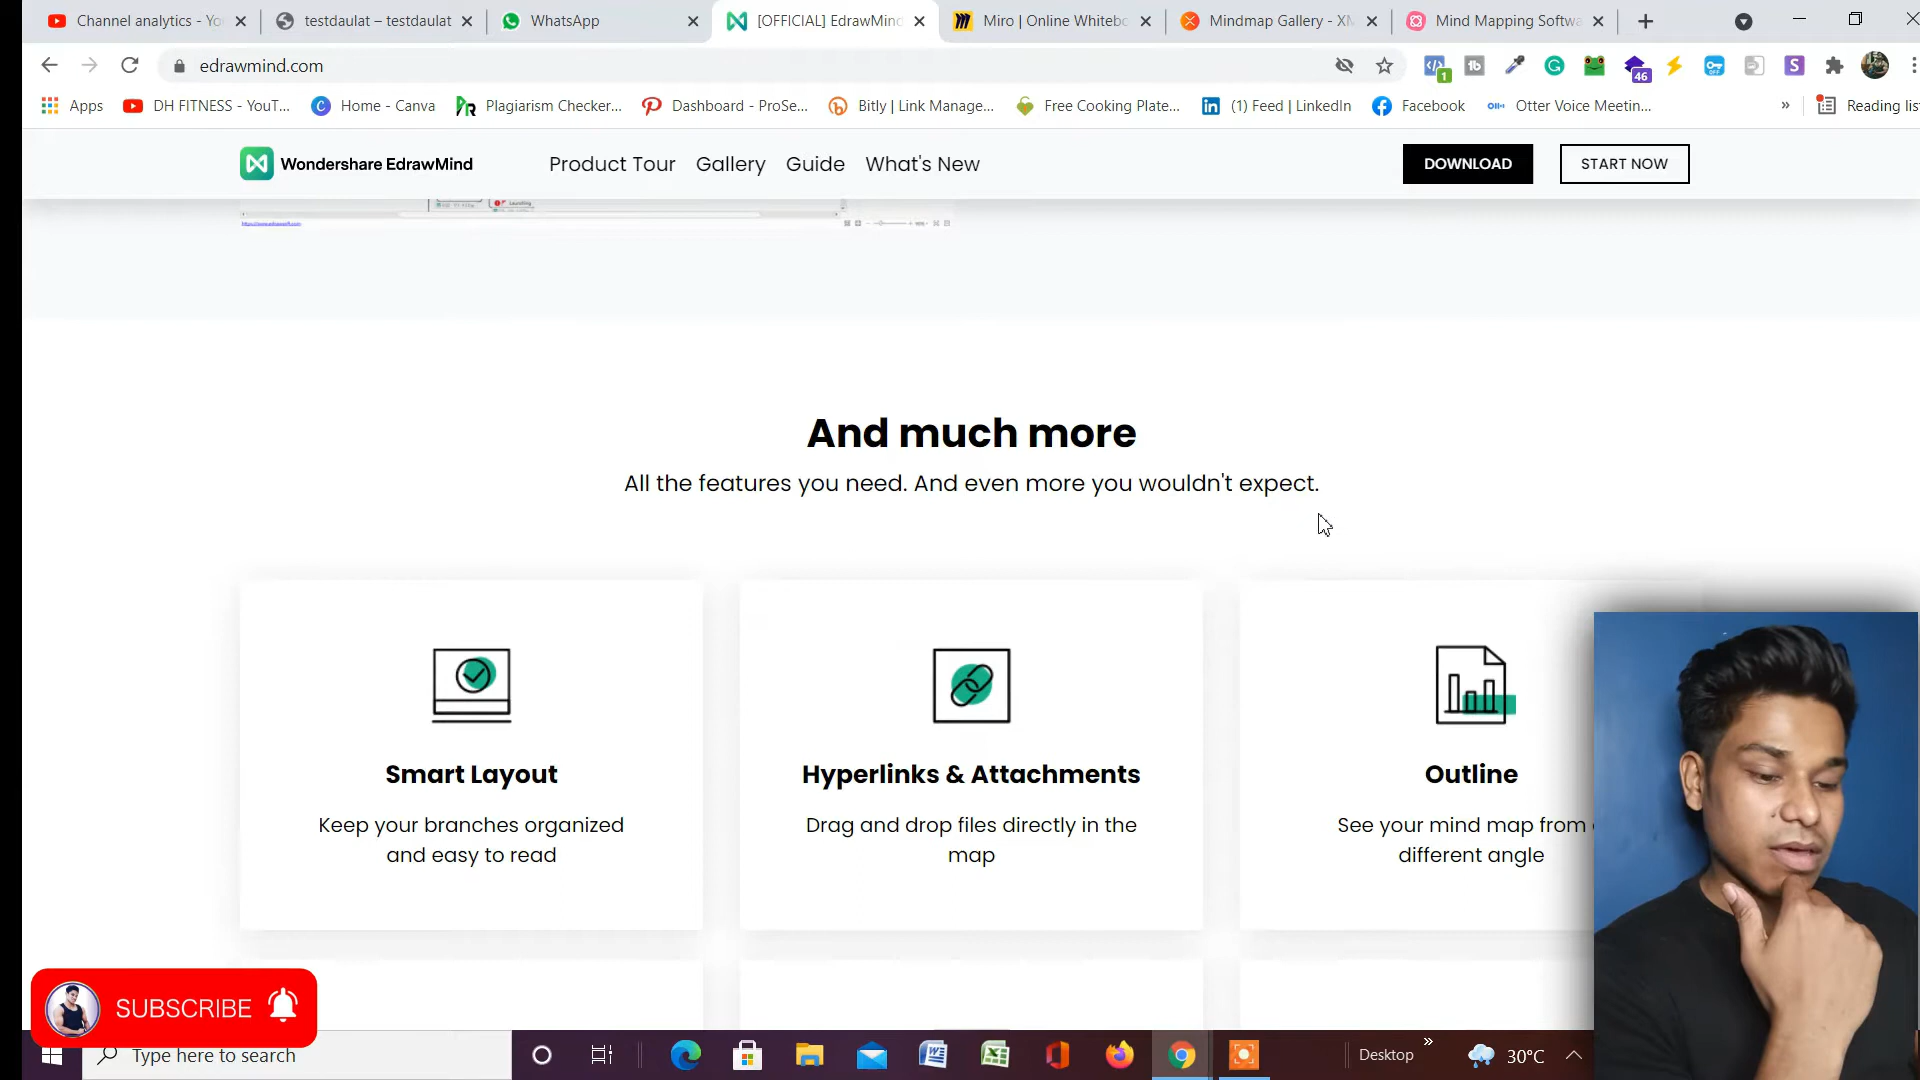 Channel analytics - Yo
testdaulat – testdaulat
WhatsApp
[OFFICIAL] EdrawMind
Miro | Online Whitebo
Mindmap Gallery - XM
Mind Mapping Softwa
edrawmind.com
1
46
OFF
Apps
DH FITNESS - YouT...
Home - Canva
Plagiarism Checker...
Dashboard - ProSe...
Bitly | Link Manage...
Free Cooking Plate...
(1) Feed | LinkedIn
Facebook
Otter Voice Meetin...
»
Reading list
Wondershare EdrawMind
Product Tour
Gallery
Guide
What's New
DOWNLOAD
START NOW
And much more
All the features you need. And even more you wouldn't expect.
Smart Layout
Keep your branches organized
and easy to read
Hyperlinks & Attachments
Drag and drop files directly in the
map
Outline
See your mind map from
different angle
SUBSCRIBE
Type here to search
Desktop
»
30°C